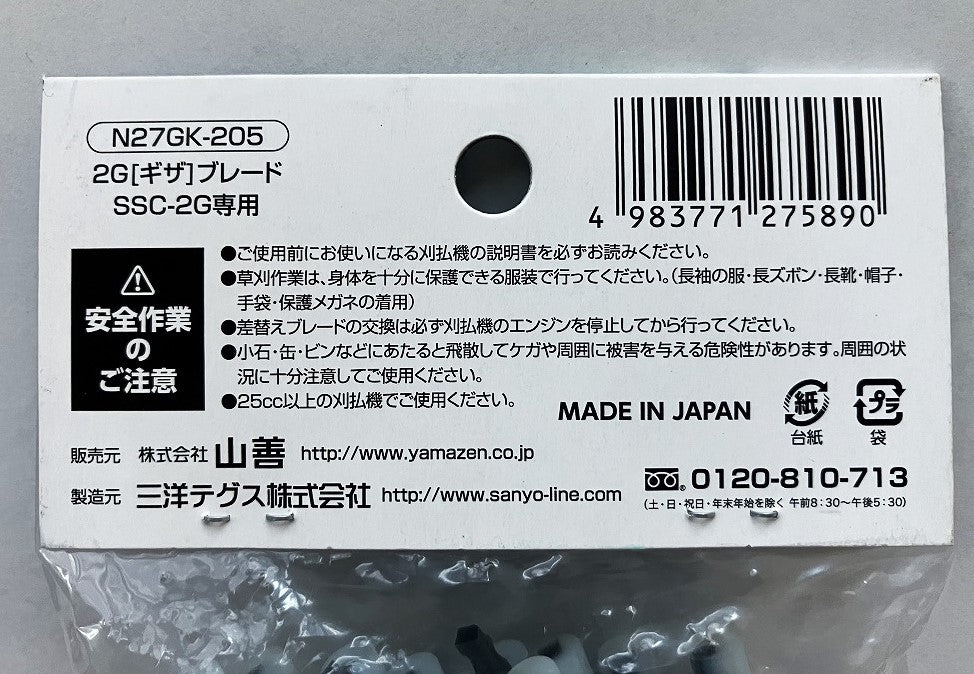 N27GK-205
2G[ギザ]ブレード
SSC-2G専用
4 983771 275890
安全作業
の
ご注意
●ご使用前にお使いになる刈払機の説明書を必ずお読みください。
●草刈作業は、身体を十分に保護できる服装で行ってください。(長袖の服・長ズボン・長靴・帽子・
手袋・保護メガネの着用)
●差替えブレードの交換は必ず刈払機のエンジンを停止してから行ってください。
●小石・缶・ビンなどにあたると飛散してケガや周囲に被害を与える危険性があります。周囲の状
況に十分注意してご使用ください。
●25cc以上の刈払機でご使用ください。
MADE IN JAPAN
紙
台紙
プラ
袋
販売元 株式会社 山善 http://www.yamazen.co.jp
製造元 三洋テグス株式会社 http://www.sanyo-line.com
0120-810-713
(土・日・祝日・年末年始を除く 午前8:30〜午後5:30)